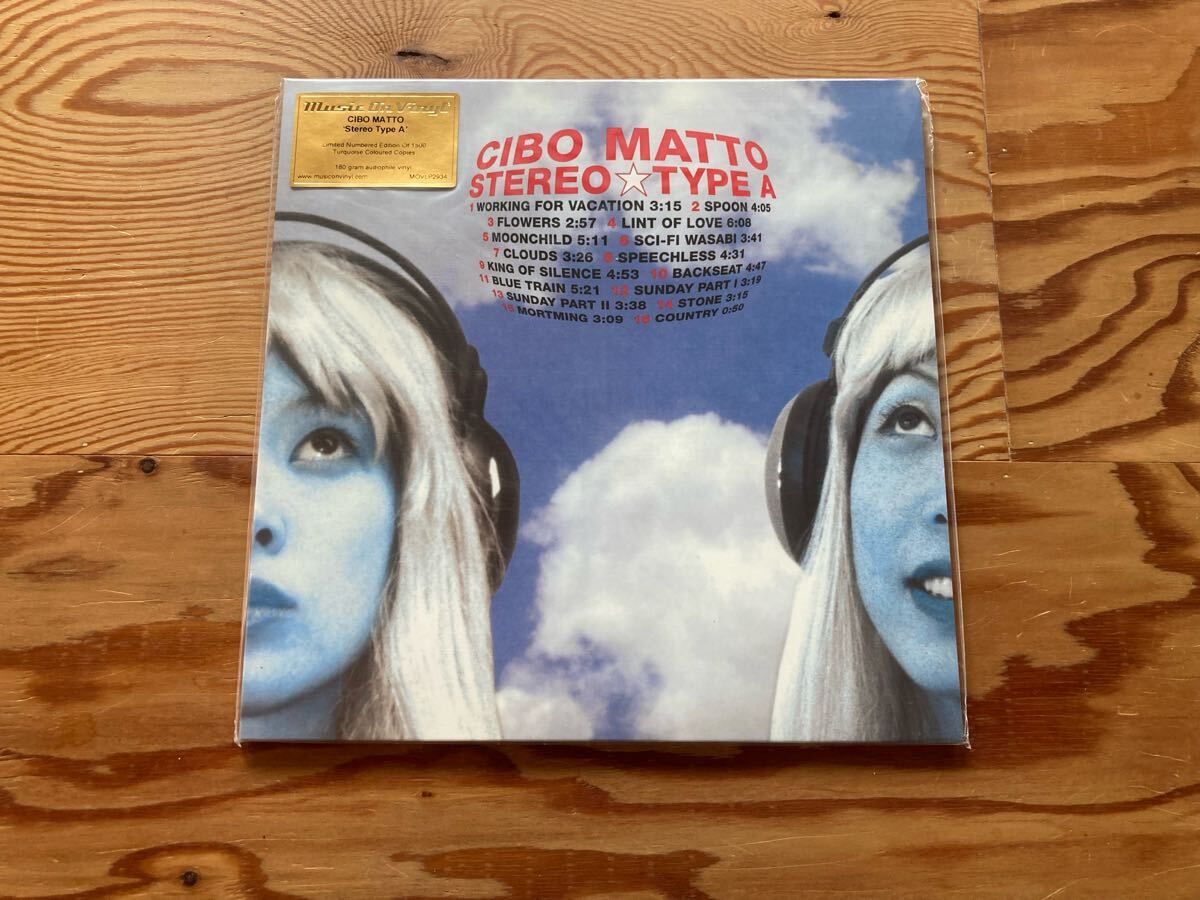 Music On Vinyl
CIBO MATTO
'Stereo Type A'
Limited Numbered Edition Of 1500
Turquoise Coloured Copies
180 gram audiophile vinyl
www.musiconvinyl.com MOVLP2934
CIBO MATTO
STEREO☆TYPE A
1 WORKING FOR VACATION 3:15 2 SPOON 4:05
3 FLOWERS 2:57 4 LINT OF LOVE 6:08
5 MOONCHILD 5:11 6 SCI-FI WASABI 3:41
7 CLOUDS 3:26 8 SPEECHLESS 4:31
9 KING OF SILENCE 4:53 10 BACKSEAT 4:47
11 BLUE TRAIN 5:21 12 SUNDAY PART I 3:19
13 SUNDAY PART II 3:38 14 STONE 3:15
15 MORTMING 3:09 16 COUNTRY 0:50